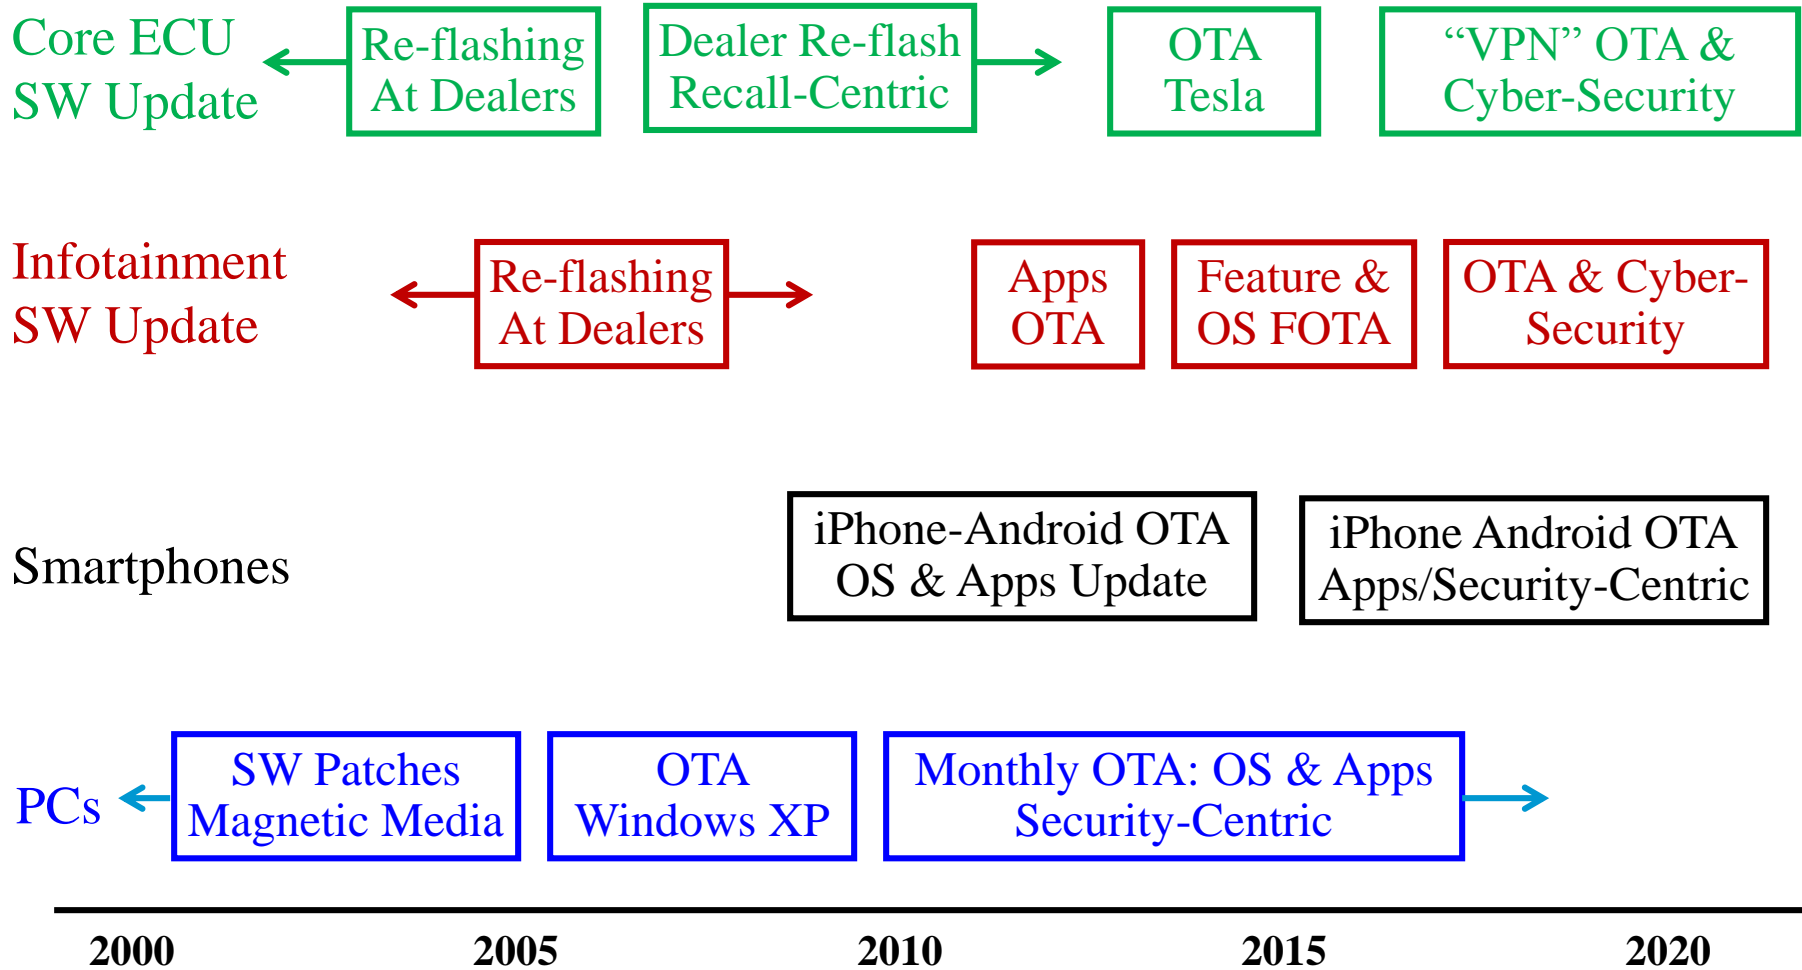 Core ECU
SW Update
Re-flashing
At Dealers
Dealer Re-flash
Recall-Centric
OTA
Tesla
“VPN” OTA &
Cyber-Security
Infotainment
SW Update
Re-flashing
At Dealers
Apps
OTA
Feature &
OS FOTA
OTA & Cyber-
Security
Smartphones
iPhone-Android OTA
OS & Apps Update
iPhone Android OTA
Apps/Security-Centric
PCs
SW Patches
Magnetic Media
OTA
Windows XP
Monthly OTA: OS & Apps
Security-Centric
2000 2005 2010 2015 2020